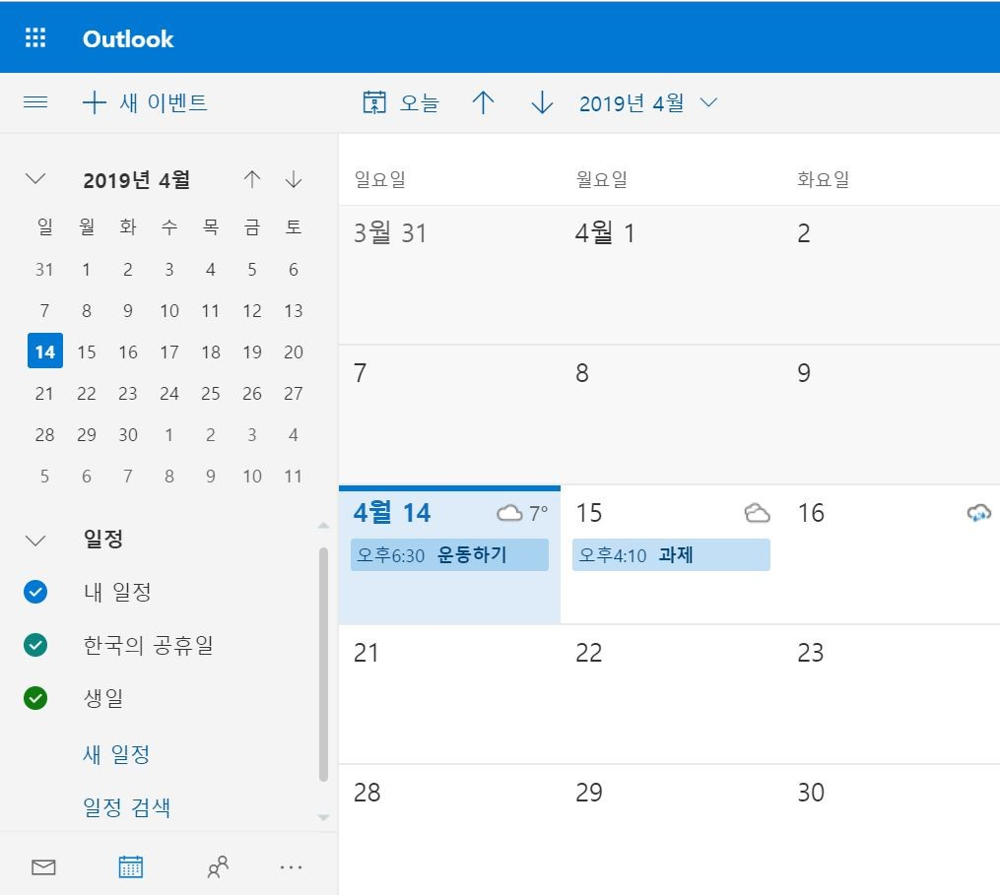 Outlook
새 이벤트 오늘 2019년 4월
2019년 4월
일 월 화 수 목 금 토
31 1 2 3 4 5 6
7 8 9 10 11 12 13
14 15 16 17 18 19 20
21 22 23 24 25 26 27
28 29 30 1 2 3 4
5 6 7 8 9 10 11
일정
내 일정
한국의 공휴일
생일
새 일정
일정 검색
일요일 월요일 화요일
3월 31 4월 1 2
7 8 9
4월 14 7° 15 16
오후6:30 운동하기 오후4:10 과제
21 22 23
28 29 30